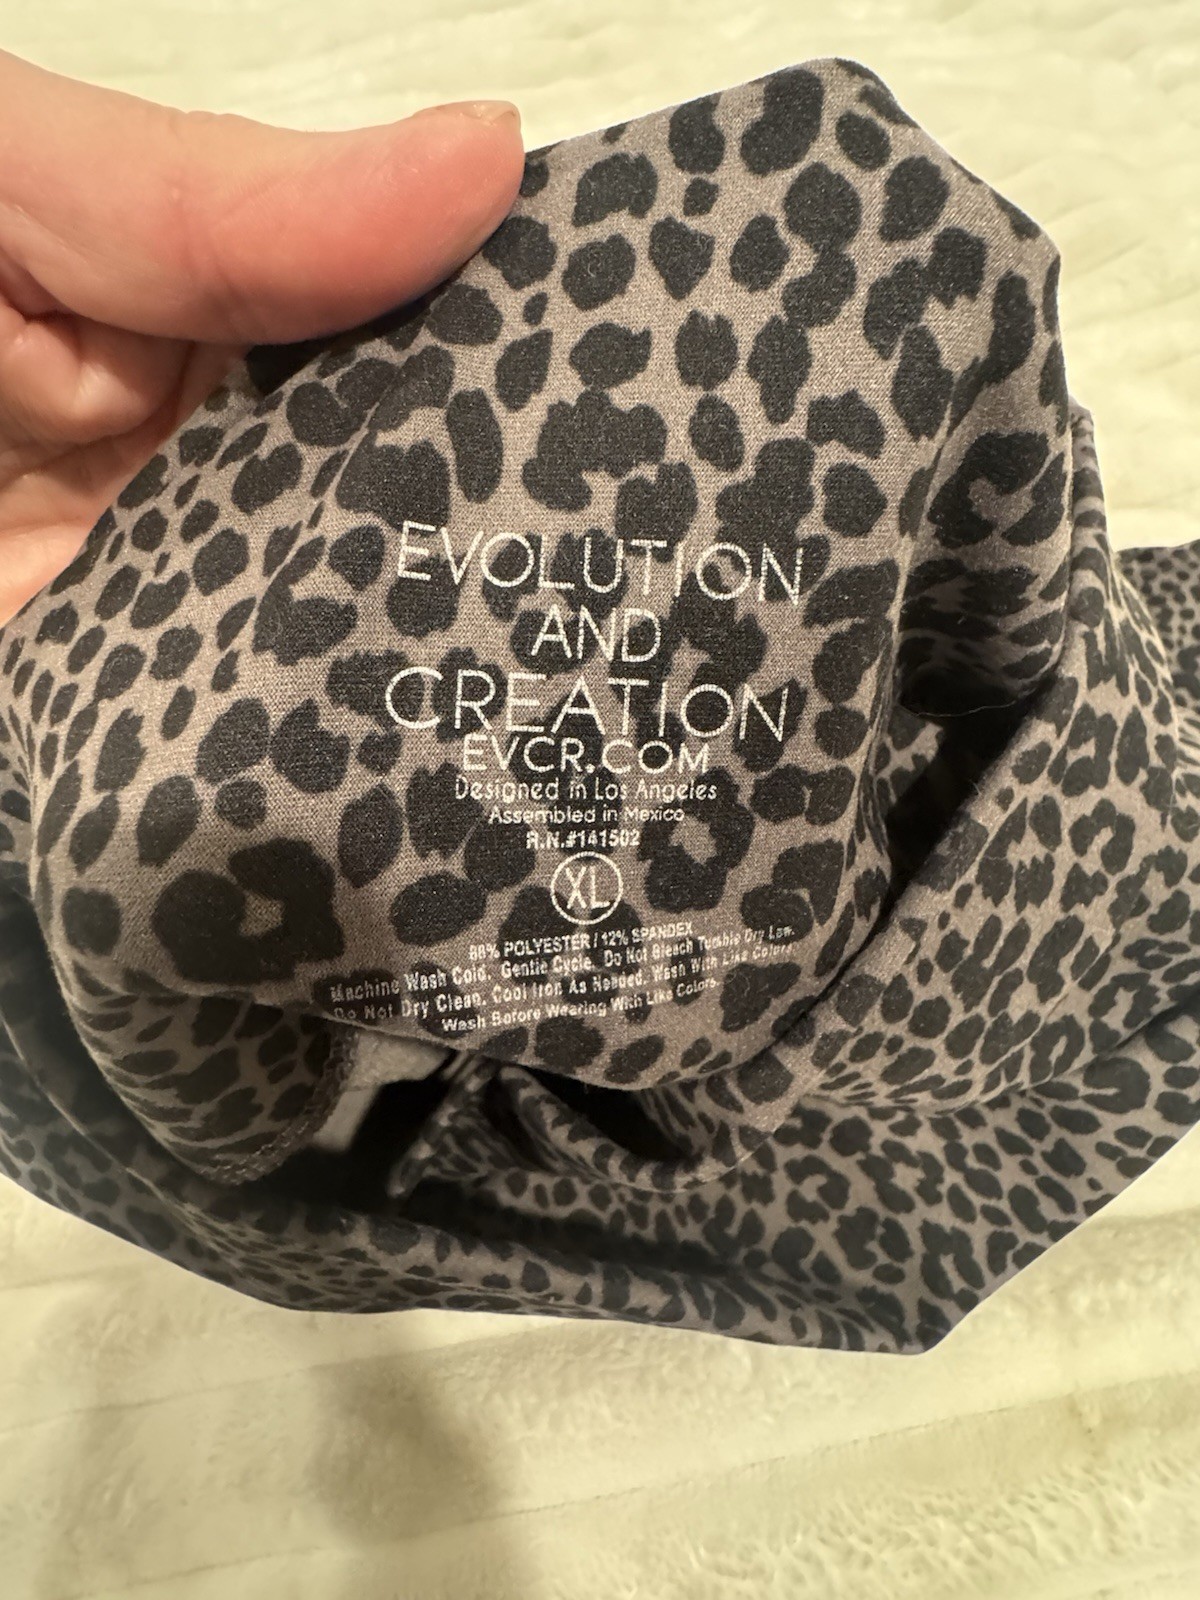 EVOLUTION
AND
CREATION
EVCR.COM
Designed in Los Angeles
Assembled in Mexico
R.N.#141502
XL
88% POLYESTER / 12% SPANDEX
Machine Wash Cold. Gentle Cycle. Do Not Bleach Tumble Dry Low.
Do Not Dry Clean. Cool Iron As Needed. Wash With Like Colors.
Wash Before Wearing With Like Colors.